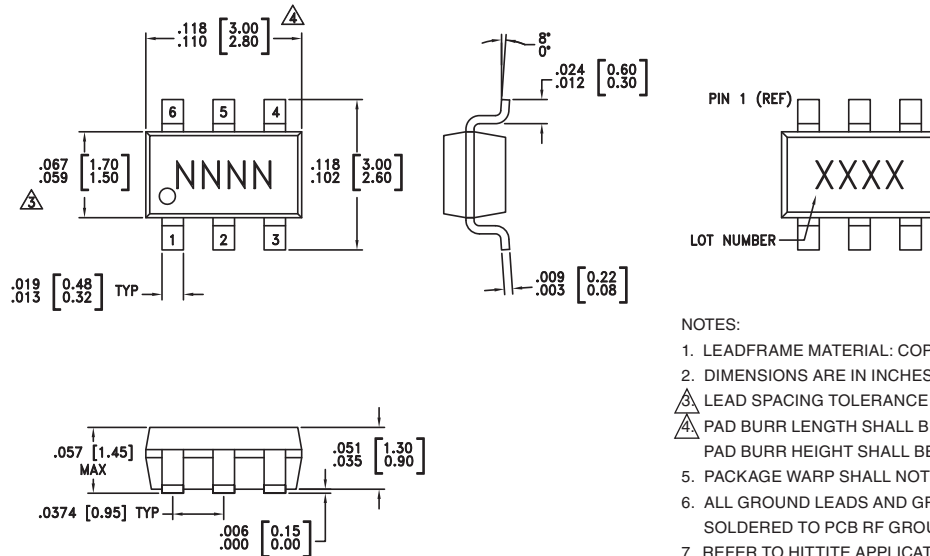 4
.118 [3.00]
.110 [2.80]
8°
0°
.024 [0.60]
.012 [0.30]
PIN 1 (REF)
6 5 4
.067 [1.70]
.059 [1.50]
3
NNNN
.118 [3.00]
.102 [2.60]
XXXX
LOT NUMBER
1 2 3
.019 [0.48]
.013 [0.32]
TYP
.009 [0.22]
.003 [0.08]
NOTES:
1. LEADFRAME MATERIAL:
2. DIMENSIONS ARE IN INCHES
3. LEAD SPACING TOLERANCE
4. PAD BURR LENGTH SHALL
PAD BURR HEIGHT SHALL BE
5. PACKAGE WARP SHALL NOT
6. ALL GROUND LEADS AND
SOLDERED TO PCB RF
7. REFER TO HITTITE
.057 [1.45]
MAX
.051 [1.30]
.035 [0.90]
.0374 [0.95] TYP
.006 [0.15]
.000 [0.00]